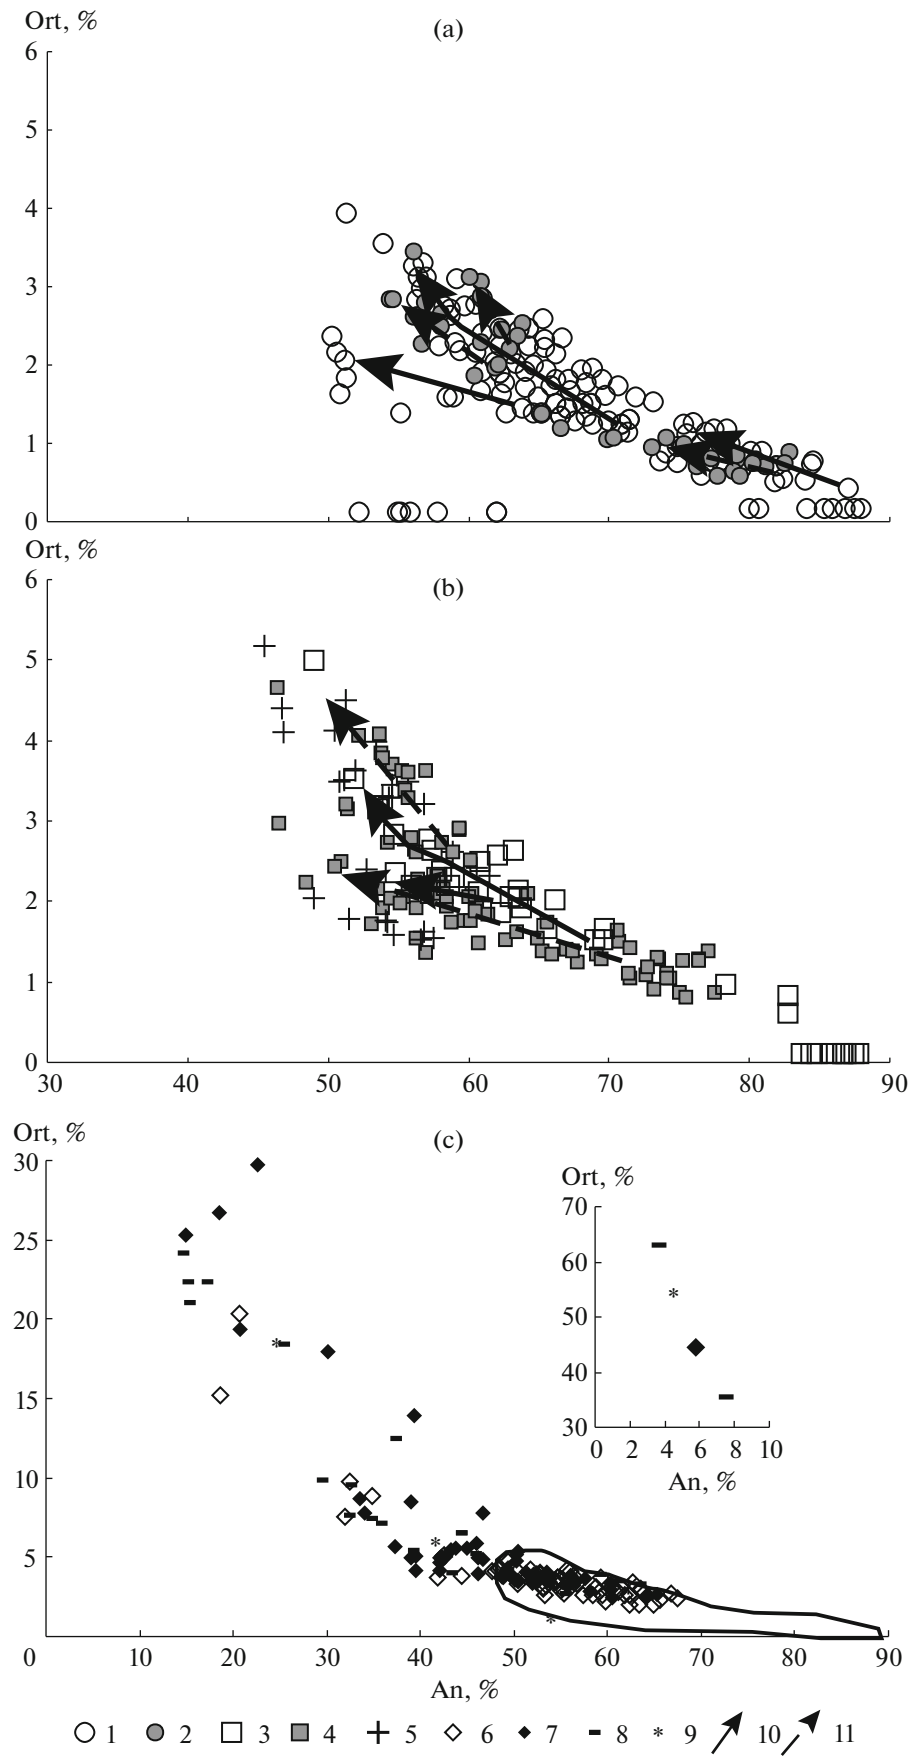 Ort, %
(a)
6
5
4
3
2
1
0
Ort, %
(b)
6
5
4
3
2
1
0
30 40 50 60 70 80 90
Ort, %
(c)
30
25
20
15
10
5
0 10 20 30 40 50 60 70 80 90
An, %
Ort, %
70
60
50
40
30
0 2 4 6 8 10
An, %
1 2 3 4 5 6 7 8 9 10 11